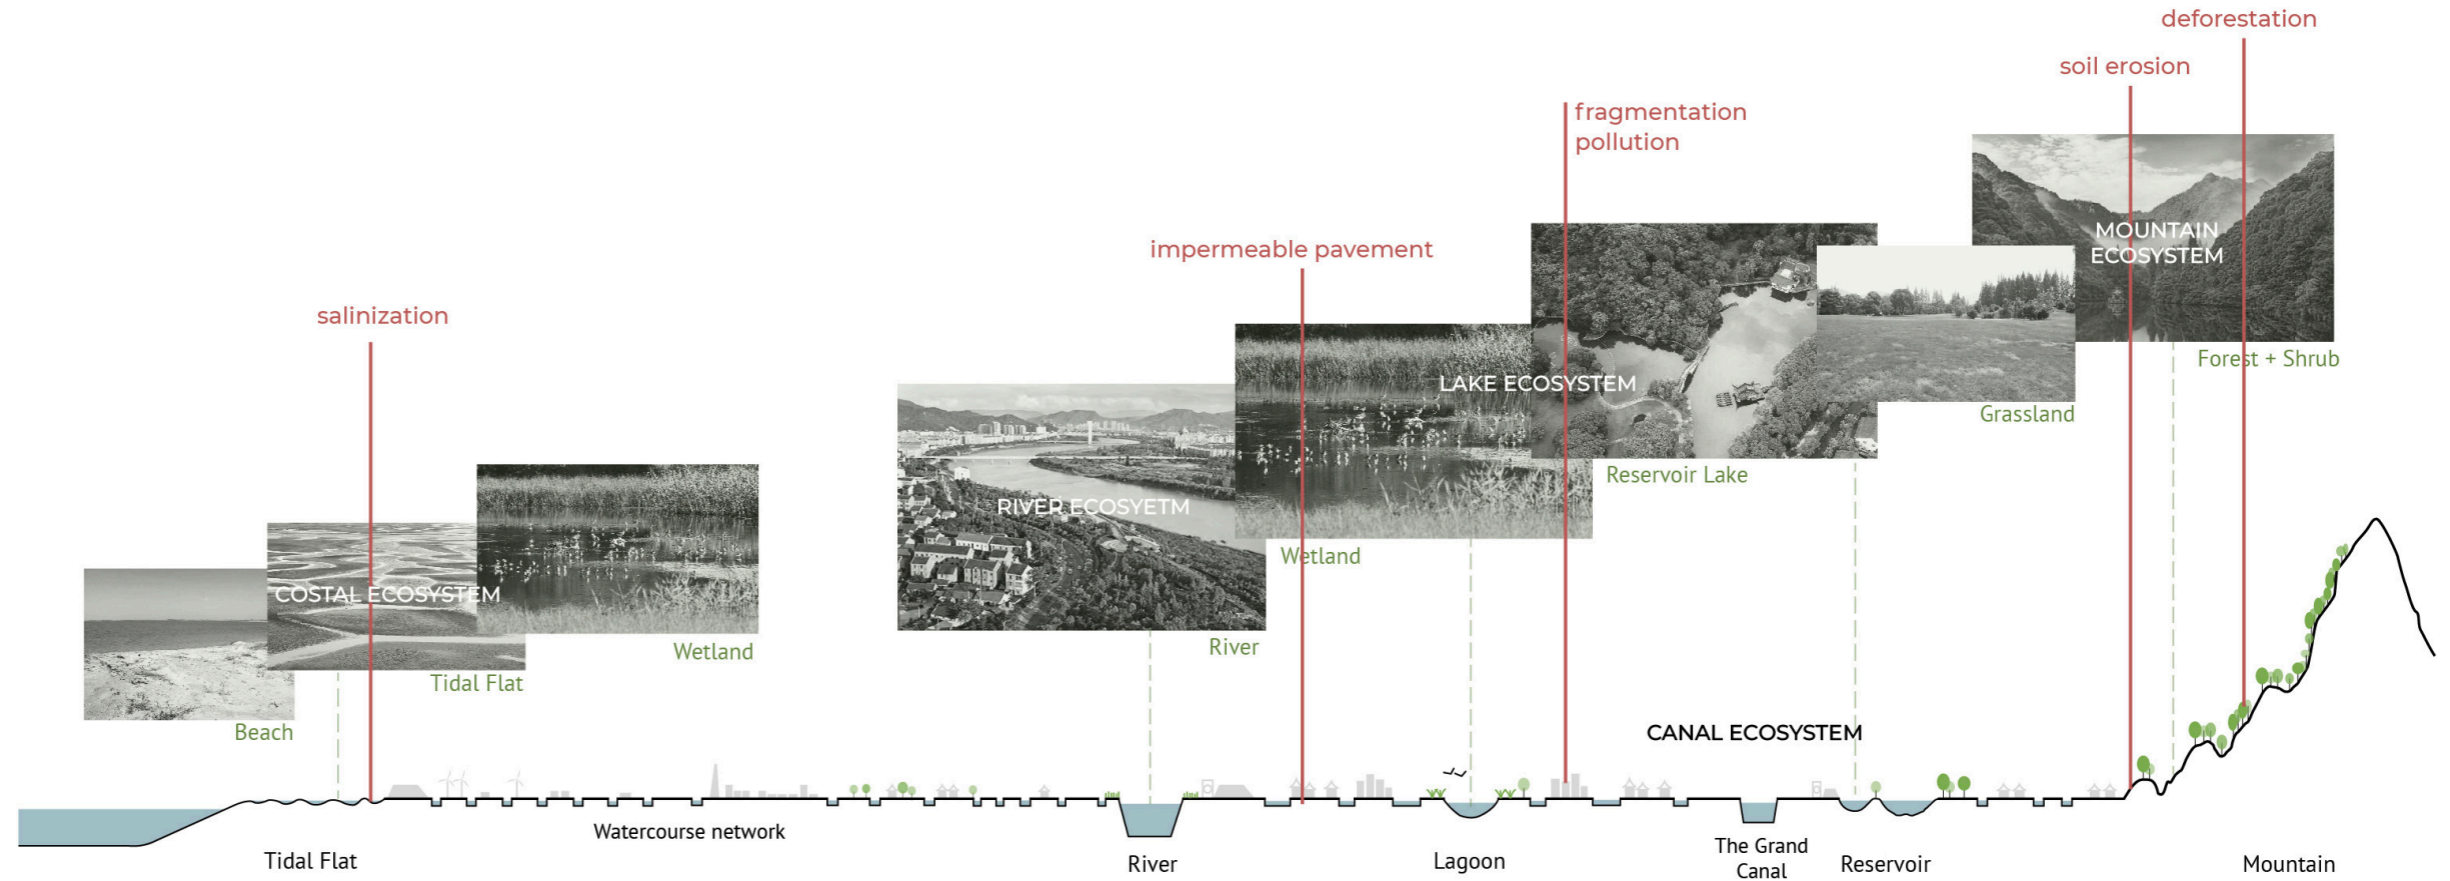 deforestation
soil erosion
fragmentation
pollution
impermeable pavement
salinization
MOUNTAIN
ECOSYSTEM
Forest + Shrub
LAKE ECOSYSTEM
Grassland
Reservoir Lake
RIVER ECOSYETM
Wetland
River
COSTAL ECOSYSTEM
Wetland
Tidal Flat
Beach
CANAL ECOSYSTEM
Watercourse network
Tidal Flat
River
Lagoon
The Grand
Canal
Reservoir
Mountain